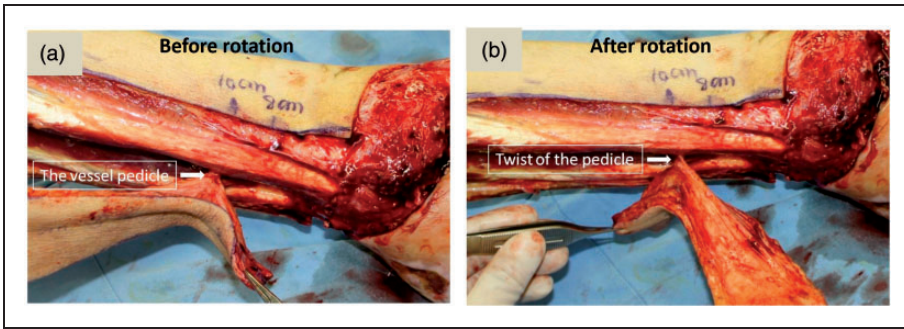 (a)
Before rotation
10cm
8cm
The vessel pedicle
(b)
After rotation
10cm
8cm
Twist of the pedicle